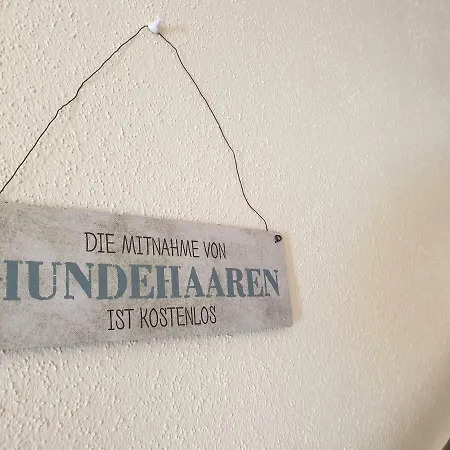 DIE MITNAHME VON
HUNDEHAAREN
IST KOSTENLOS